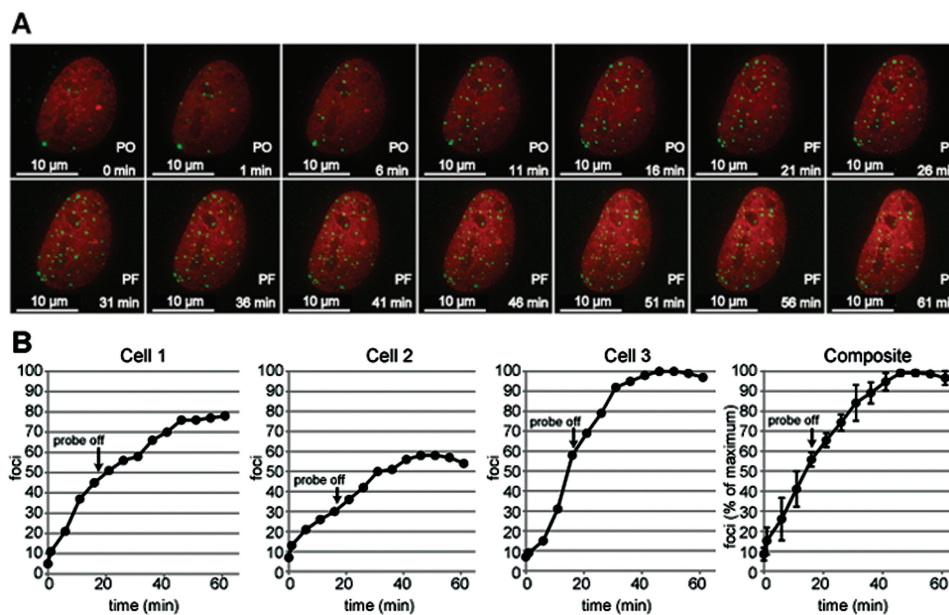 A
PO PO PO PO PO PF P
10 µm 0 min 10 µm 1 min 10 µm 6 min 10 µm 11 min 10 µm 16 min 10 µm 21 min 10 µm 26 min
PF PF PF PF PF PF P
10 µm 31 min 10 µm 36 min 10 µm 41 min 10 µm 46 min 10 µm 51 min 10 µm 56 min 10 µm 61 min
B
Cell 1
100
90
80
70
60
50
40
30
20
10
0 20 40 60
foci
probe off
time (min)
Cell 2
100
90
80
70
60
50
40
30
20
10
0 20 40 60
foci
probe off
time (min)
Cell 3
100
90
80
70
60
50
40
30
20
10
0 20 40 60
foci
probe off
time (min)
Composite
100
90
80
70
60
50
40
30
20
10
0 20 40 60
foci (% of maximum)
probe off
time (min)